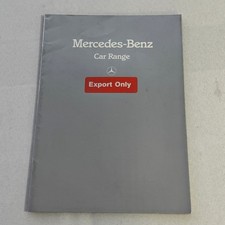 Mercedes-Benz
Car Range
Export Only